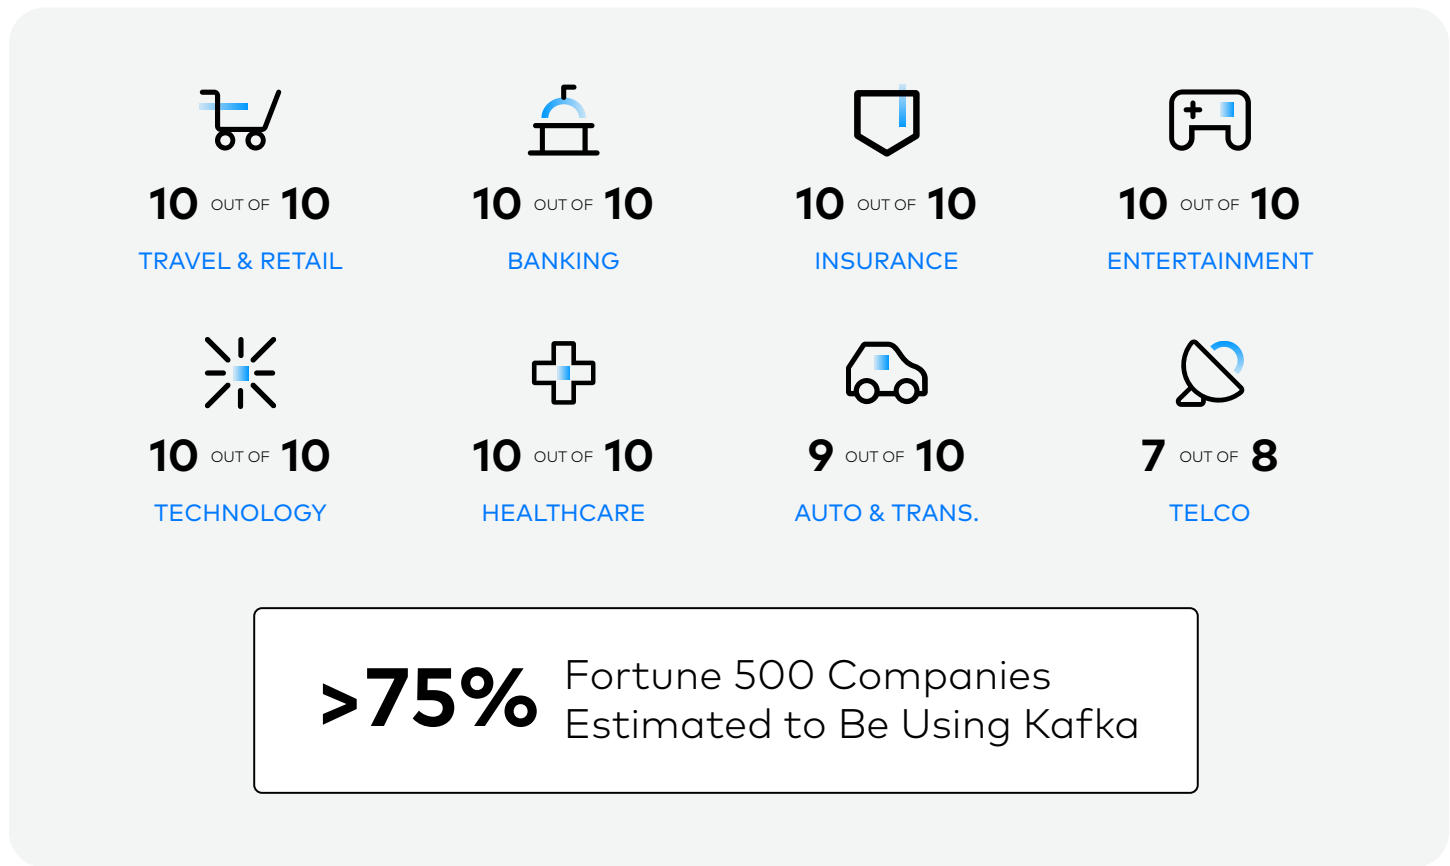 10 OUT OF 10
TRAVEL & RETAIL
10 OUT OF 10
BANKING
10 OUT OF 10
INSURANCE
10 OUT OF 10
ENTERTAINMENT
10 OUT OF 10
TECHNOLOGY
10 OUT OF 10
HEALTHCARE
9 OUT OF 10
AUTO & TRANS.
7 OUT OF 8
TELCO
>75%
Fortune 500 Companies
Estimated to Be Using Kafka